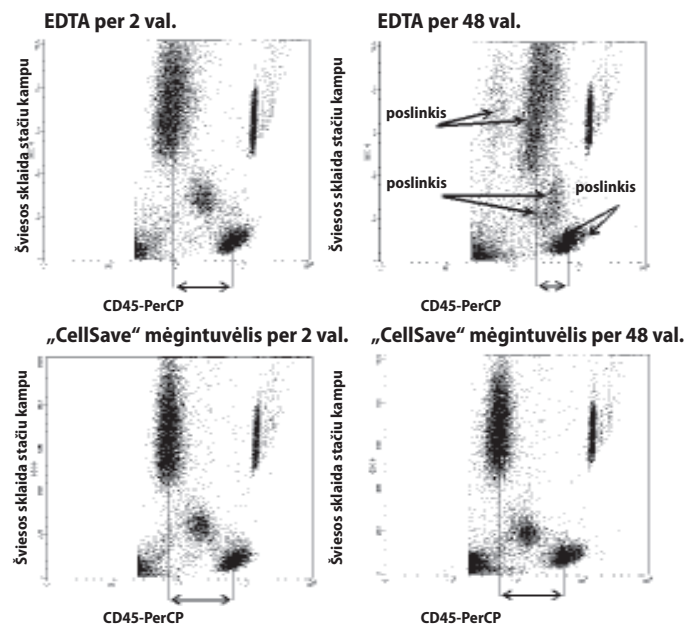 EDTA per 2 val.
EDTA per 48 val.
Šviesos sklaida stačiu kampu
Šviesos sklaida stačiu kampu
poslinkis
poslinkis
poslinkis
CD45-PerCP
CD45-PerCP
„CellSave“ mėgintuvėlis per 2 val.
„CellSave“ mėgintuvėlis per 48 val.
Šviesos sklaida stačiu kampu
Šviesos sklaida stačiu kampu
CD45-PerCP
CD45-PerCP